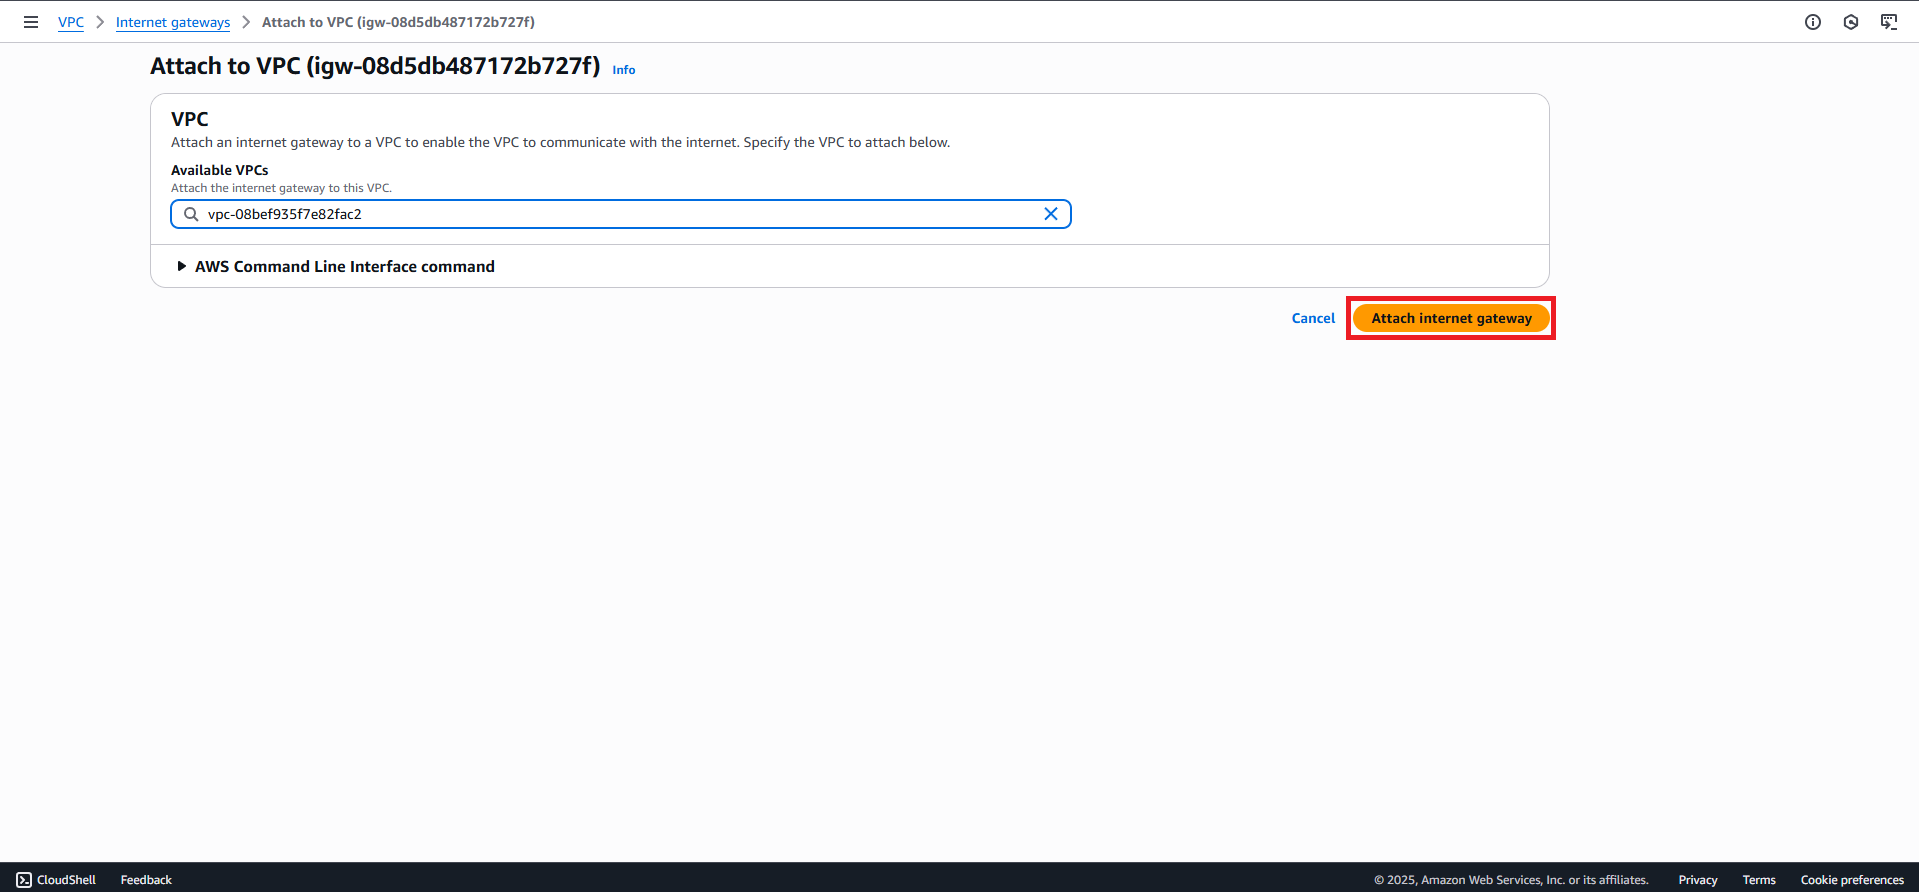 VPC > Internet gateways > Attach to VPC (igw-08d5db487172b727f)
Attach to VPC (igw-08d5db487172b727f) Info
VPC
Attach an internet gateway to a VPC to enable the VPC to communicate with the internet. Specify the VPC to attach below.
Available VPCs
Attach the internet gateway to this VPC.
vpc-08bef935f7e82fac2
AWS Command Line Interface command
Cancel Attach internet gateway
CloudShell Feedback © 2025, Amazon Web Services, Inc. or its affiliates. Privacy Terms Cookie preferences